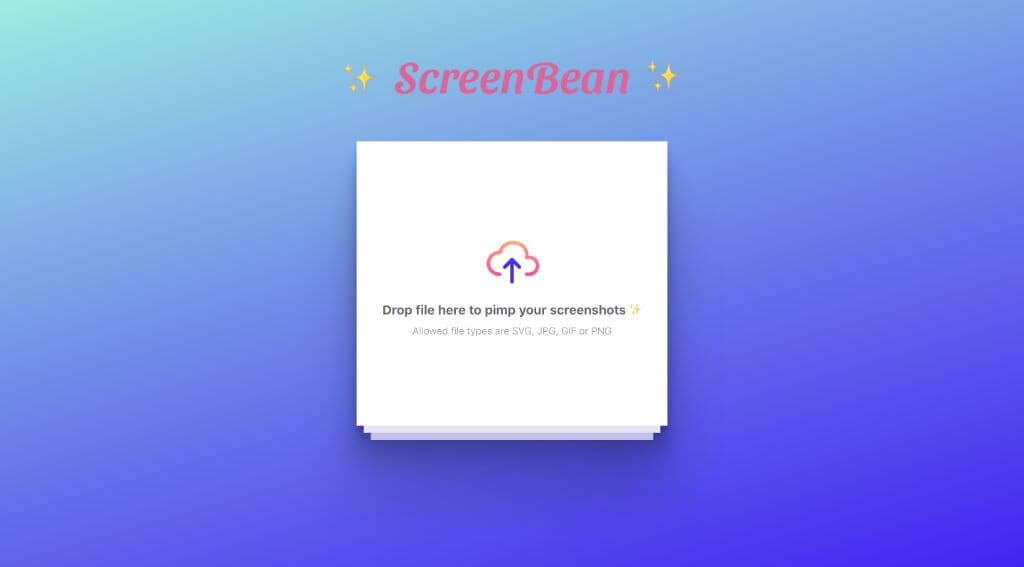 ✨ ScreenBean ✨
Drop file here to pimp your screenshots ✨
Allowed file types are SVG, JPG, GIF or PNG